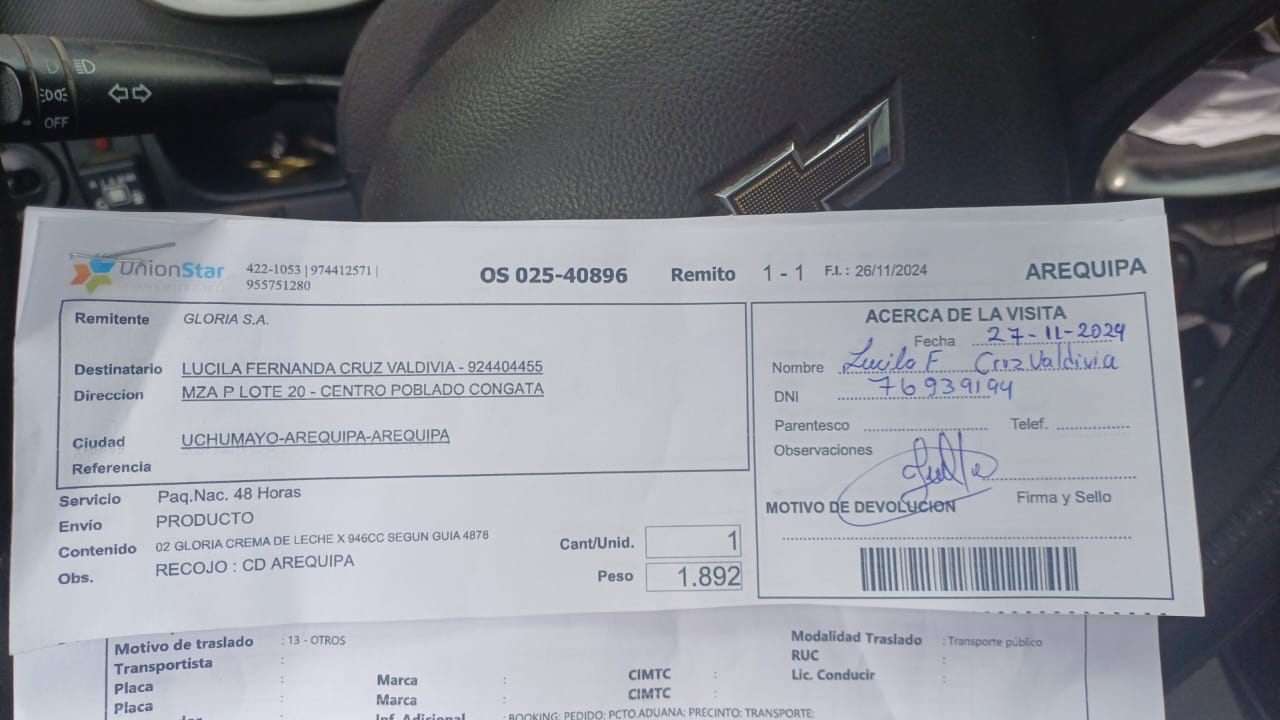 OFF
UnionStar
422-1053 | 974412571 |
955751280
OS 025-40896 Remito 1 - 1 F.I. : 26/11/2024 AREQUIPA
Remitente GLORIA S.A.
Destinatario LUCILA FERNANDA CRUZ VALDIVIA - 924404455
Direccion MZA P LOTE 20 - CENTRO POBLADO CONGATA
Ciudad UCHUMAYO-AREQUIPA-AREQUIPA
Referencia
Servicio Paq.Nac. 48 Horas
Envío PRODUCTO
Contenido 02 GLORIA CREMA DE LECHE X 946CC SEGUN GUIA 4878
Obs. RECOJO : CD AREQUIPA
Cant/Unid. 1
Peso 1.892
ACERCA DE LA VISITA
Fecha 27-11-2024
Nombre Lucila F Cruz Valdivia
DNI 76939194
Parentesco Telef.
Observaciones
Firma y Sello
MOTIVO DE DEVOLUCION
Motivo de traslado : 13 - OTROS Modalidad Traslado : Transporte público
Transportista : RUC :
Placa : Marca : CIMTC : Lic. Conducir :
Placa : Marca : CIMTC :
Inf. Adicional : BOOKING: PEDIDO: PCTO.ADUANA: PRECINTO: TRANSPORTE: